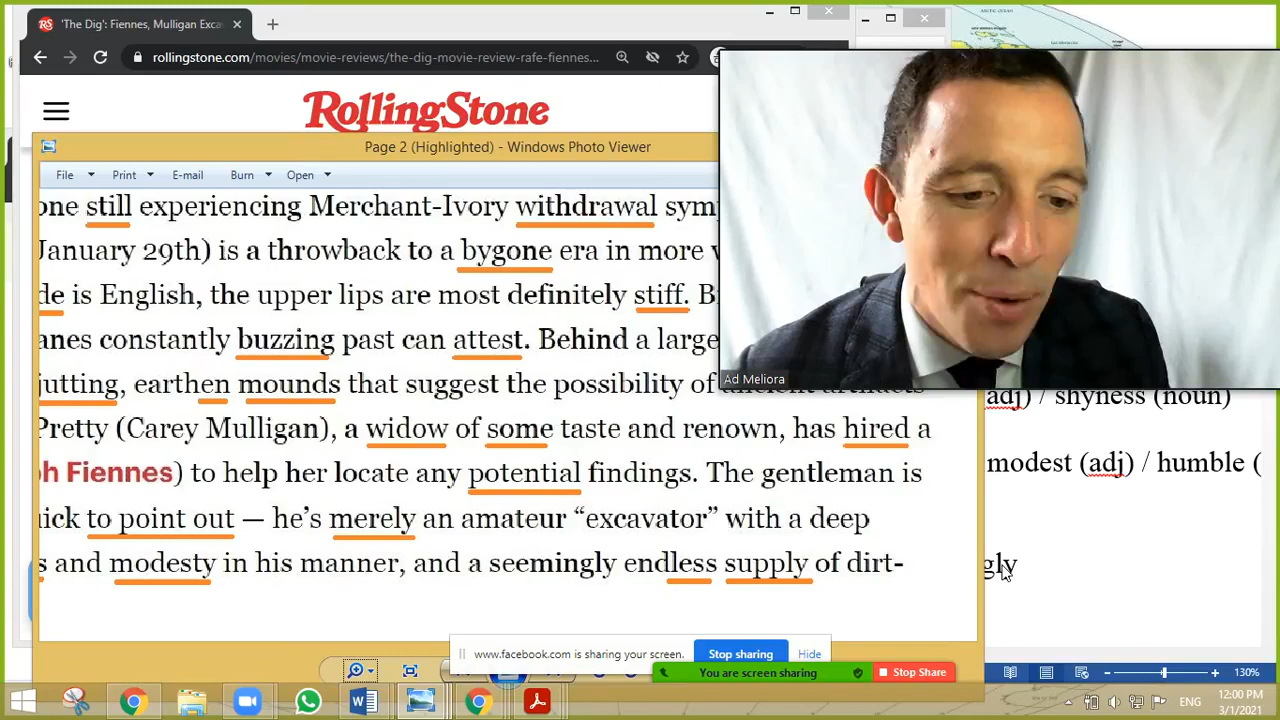 'The Dig': Fiennes, Mulligan Exca
rollingstone.com/movies/movie-reviews/the-dig-movie-review-rafe-fiennes...
RollingStone
Page 2 (Highlighted) - Windows Photo Viewer
File Print E-mail Burn Open
one still experiencing Merchant-Ivory withdrawal symp
January 29th) is a throwback to a bygone era in more
de is English, the upper lips are most definitely stiff. B
anes constantly buzzing past can attest. Behind a large
jutting, earthen mounds that suggest the possibility of ancient artifacts
Pretty (Carey Mulligan), a widow of some taste and renown, has hired a
ph Fiennes) to help her locate any potential findings. The gentleman is
uick to point out — he's merely an amateur “excavator” with a deep
s and modesty in his manner, and a seemingly endless supply of dirt-
Ad Meliora
adj) / shyness (noun)
modest (adj) / humble (
gly
www.facebook.com is sharing your screen. Stop sharing Hide
You are screen sharing Stop Share
130%
ENG
12:00 PM
3/1/2021